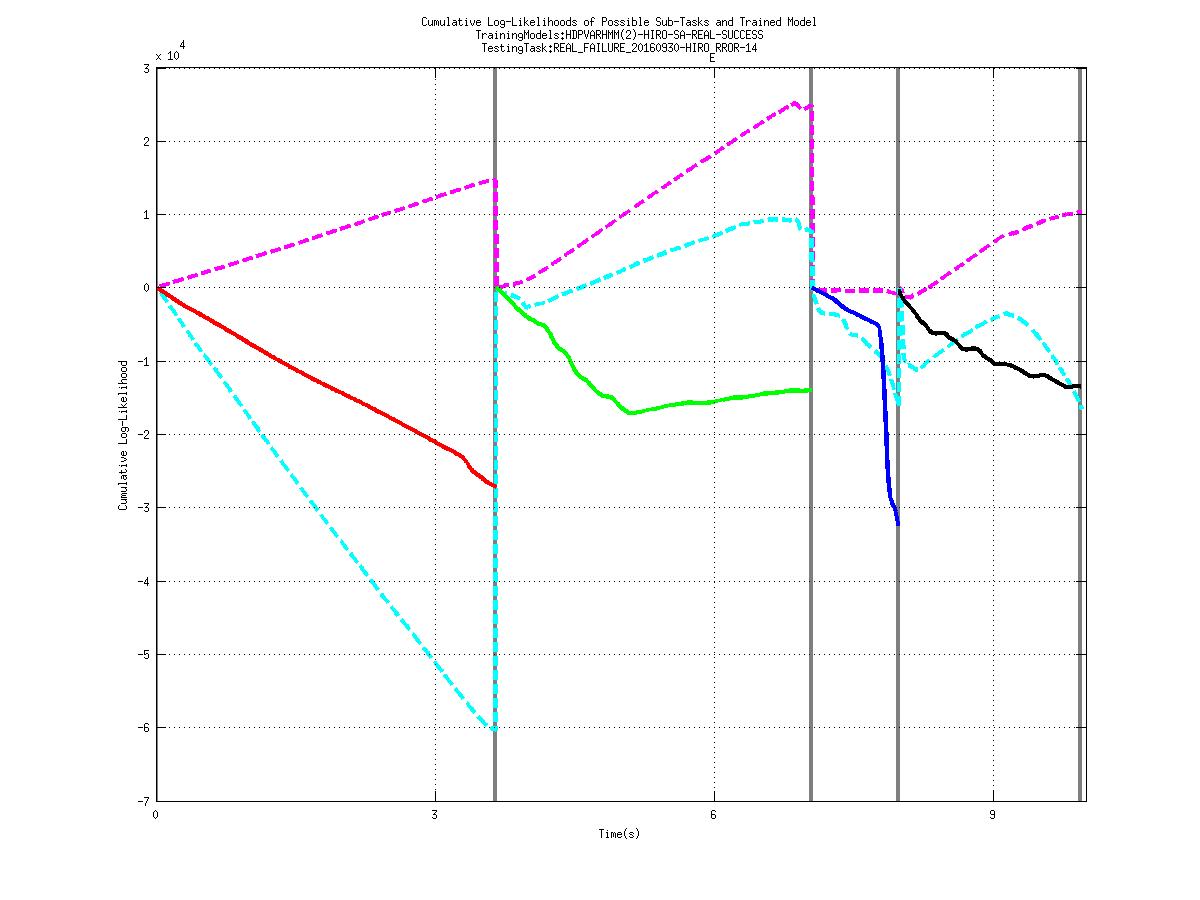 Cumulative Log-Likelihoods of Possible Sub-Tasks and Trained Model
TrainingModels:HDPVARHMM(2)-HIRO-SA-REAL-SUCCESS
TestingTask:REAL_FAILURE_20160930-HIRO_RROR-14
E
x 10^4
3
2
1
0
-1
-2
-3
-4
-5
-6
-7
Cumulative Log-Likelihood
0 3 6 9
Time(s)